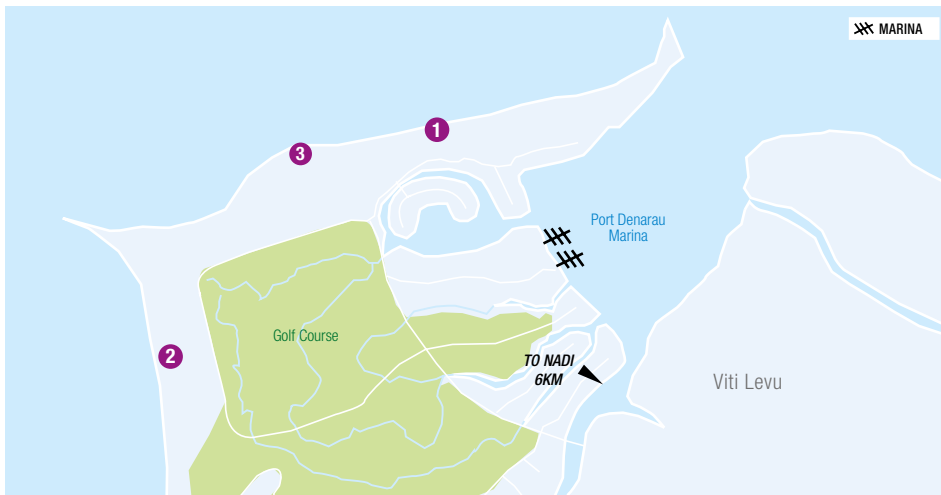 MARINA
1
3
Port Denarau
Marina
Golf Course
2
TO NADI
6KM
Viti Levu